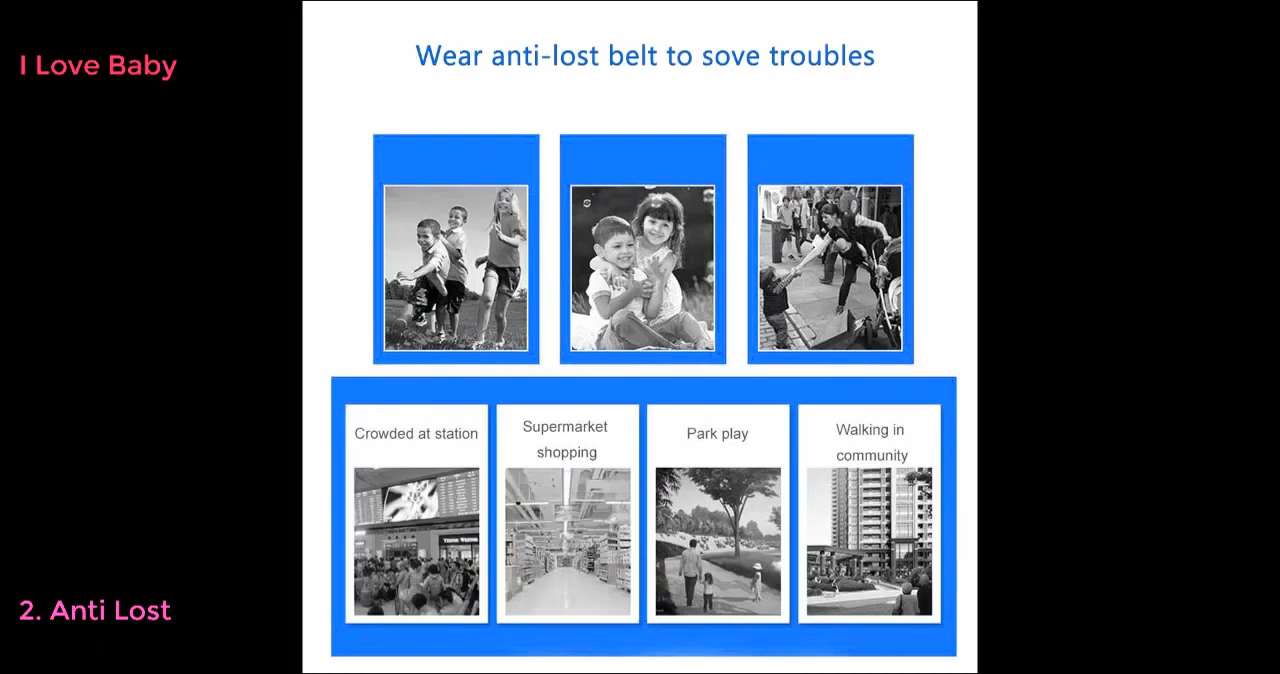 I Love Baby
Wear anti-lost belt to sove troubles
Crowded at station
Supermarket
shopping
Park play
Walking in
community
2. Anti Lost